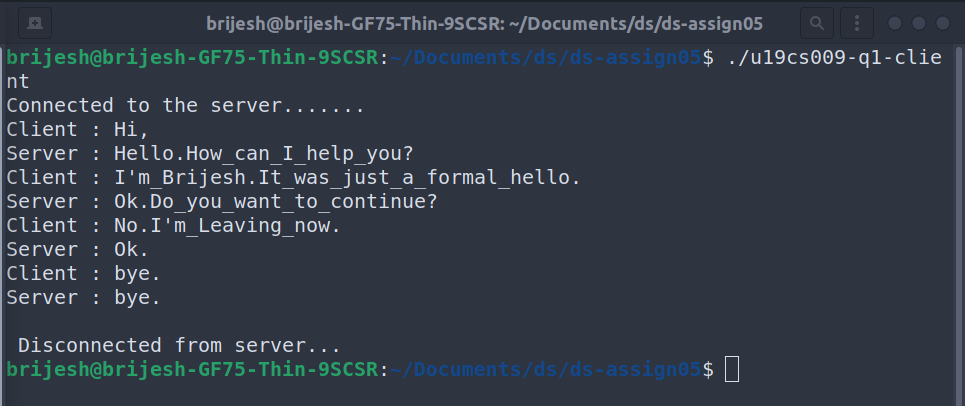 brijesh@brijesh-GF75-Thin-9SCSR: ~/Documents/ds/ds-assign05
brijesh@brijesh-GF75-Thin-9SCSR:~/Documents/ds/ds-assign05$ ./u19cs009-q1-clie
nt
Connected to the server.......
Client : Hi,
Server : Hello.How_can_I_help_you?
Client : I'm_Brijesh.It_was_just_a_formal_hello.
Server : Ok.Do_you_want_to_continue?
Client : No.I'm_Leaving_now.
Server : Ok.
Client : bye.
Server : bye.
Disconnected from server...
brijesh@brijesh-GF75-Thin-9SCSR:~/Documents/ds/ds-assign05$